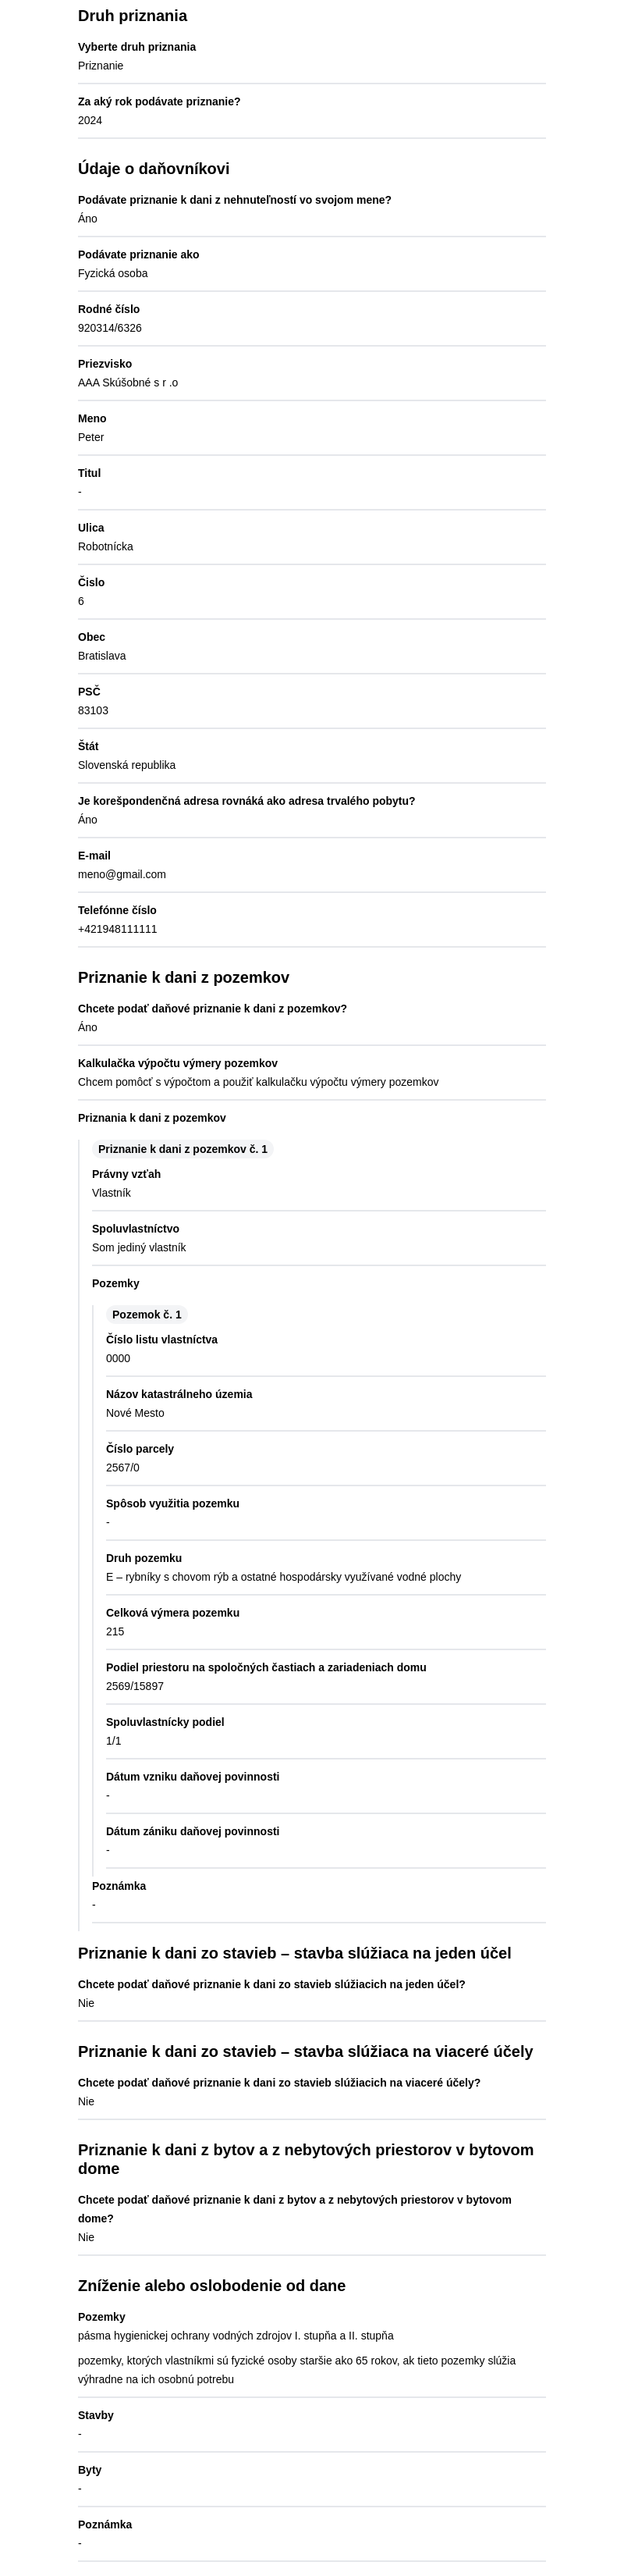 Druh priznania
Vyberte druh priznania
Priznanie
Za aký rok podávate priznanie?
2024
Údaje o daňovníkovi
Podávate priznanie k dani z nehnuteľností vo svojom mene?
Áno
Podávate priznanie ako
Fyzická osoba
Rodné číslo
920314/6326
Priezvisko
AAA Skúšobné s r .o
Meno
Peter
Titul
-
Ulica
Robotnícka
Čislo
6
Obec
Bratislava
PSČ
83103
Štát
Slovenská republika
Je korešpondenčná adresa rovnáká ako adresa trvalého pobytu?
Áno
E-mail
meno@gmail.com
Telefónne číslo
+421948111111
Priznanie k dani z pozemkov
Chcete podať daňové priznanie k dani z pozemkov?
Áno
Kalkulačka výpočtu výmery pozemkov
Chcem pomôcť s výpočtom a použiť kalkulačku výpočtu výmery pozemkov
Priznania k dani z pozemkov
Priznanie k dani z pozemkov č. 1
Právny vzťah
Vlastník
Spoluvlastníctvo
Som jediný vlastník
Pozemky
Pozemok č. 1
Číslo listu vlastníctva
0000
Názov katastrálneho územia
Nové Mesto
Číslo parcely
2567/0
Spôsob využitia pozemku
-
Druh pozemku
E – rybníky s chovom rýb a ostatné hospodársky využívané vodné plochy
Celková výmera pozemku
215
Podiel priestoru na spoločných častiach a zariadeniach domu
2569/15897
Spoluvlastnícky podiel
1/1
Dátum vzniku daňovej povinnosti
-
Dátum zániku daňovej povinnosti
-
Poznámka
-
Priznanie k dani zo stavieb – stavba slúžiaca na jeden účel
Chcete podať daňové priznanie k dani zo stavieb slúžiacich na jeden účel?
Nie
Priznanie k dani zo stavieb – stavba slúžiaca na viaceré účely
Chcete podať daňové priznanie k dani zo stavieb slúžiacich na viaceré účely?
Nie
Priznanie k dani z bytov a z nebytových priestorov v bytovom
dome
Chcete podať daňové priznanie k dani z bytov a z nebytových priestorov v bytovom
dome?
Nie
Zníženie alebo oslobodenie od dane
Pozemky
pásma hygienickej ochrany vodných zdrojov I. stupňa a II. stupňa
pozemky, ktorých vlastníkmi sú fyzické osoby staršie ako 65 rokov, ak tieto pozemky slúžia
výhradne na ich osobnú potrebu
Stavby
-
Byty
-
Poznámka
-